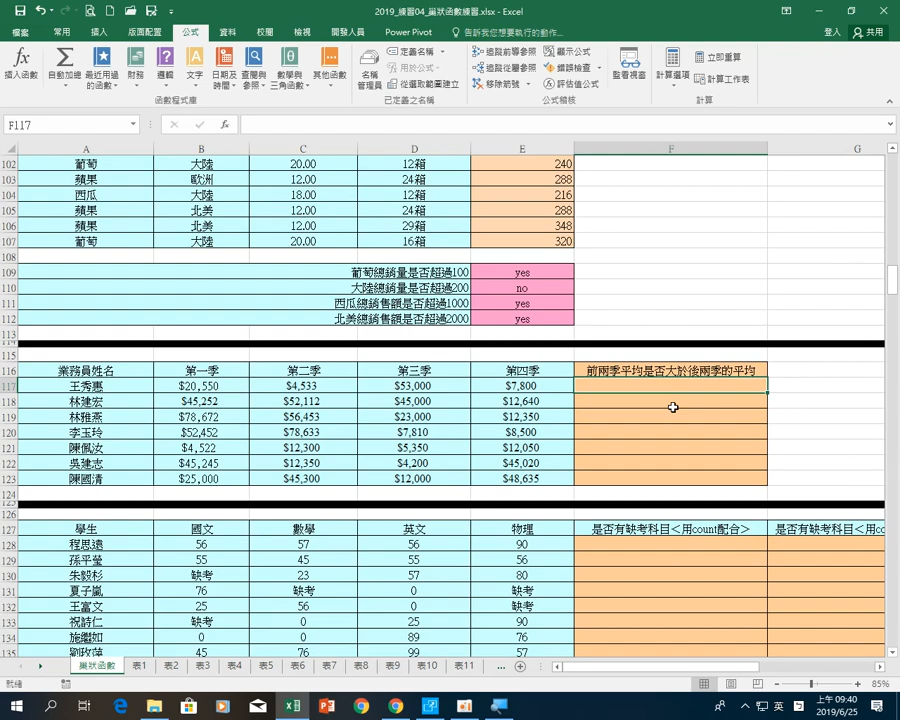 2019_練習04_巢狀函數練習.xlsx - Excel
檔案 常用 插入 版面配置 公式 資料 校閱 檢視 開發人員 Power Pivot 告訴我您想要執行的動作... 登入 共用
插入函數 自動加總 最近用過的函數 財務 邏輯 文字 日期及時間 查閱與參照 數學與三角函數 其他函數 名稱管理員 定義名稱 用於公式 從選取範圍建立 追蹤前導參照 追蹤從屬參照 移除箭號 顯示公式 錯誤檢查 評估值公式 監看視窗 計算選項 立即重算 計算工作表
函數程式庫 已定義之名稱 公式稽核 計算
F117 fx
A B C D E F G
102 葡萄 大陸 20.00 12箱 240
103 蘋果 歐洲 12.00 24箱 288
104 西瓜 大陸 18.00 12箱 216
105 蘋果 北美 12.00 24箱 288
106 蘋果 北美 12.00 29箱 348
107 葡萄 大陸 20.00 16箱 320
108
109 葡萄總銷量是否超過100 yes
110 大陸總銷量是否超過200 no
111 西瓜總銷售額是否超過1000 yes
112 北美總銷售額是否超過2000 yes
113
115
116 業務員姓名 第一季 第二季 第三季 第四季 前兩季平均是否大於後兩季的平均
117 王秀惠 $20,550 $4,533 $53,000 $7,800
118 林建宏 $45,252 $52,112 $45,000 $12,640
119 林雅燕 $78,672 $56,453 $23,000 $12,350
120 李玉玲 $52,452 $78,633 $7,810 $8,500
121 陳佩汝 $4,522 $12,300 $5,350 $12,050
122 吳建志 $45,245 $12,350 $4,200 $45,020
123 陳國清 $25,000 $45,300 $12,000 $48,635
124
126
127 學生 國文 數學 英文 物理 是否有缺考科目＜用count配合＞ 是否有缺考科目＜用co
128 程思遠 56 57 56 90
129 孫平瑩 55 45 55 56
130 朱毅杉 缺考 23 57 80
131 夏子嵐 76 缺考 0 缺考
132 王富文 25 56 0 缺考
133 祝詩仁 缺考 0 25 90
134 施繼如 0 0 89 76
135 劉玫萍 45 76 99 57
巢狀函數 表1 表2 表3 表4 表5 表6 表7 表8 表9 表10 表11 ...
就緒 85%
英 上午 09:40
2019/6/25